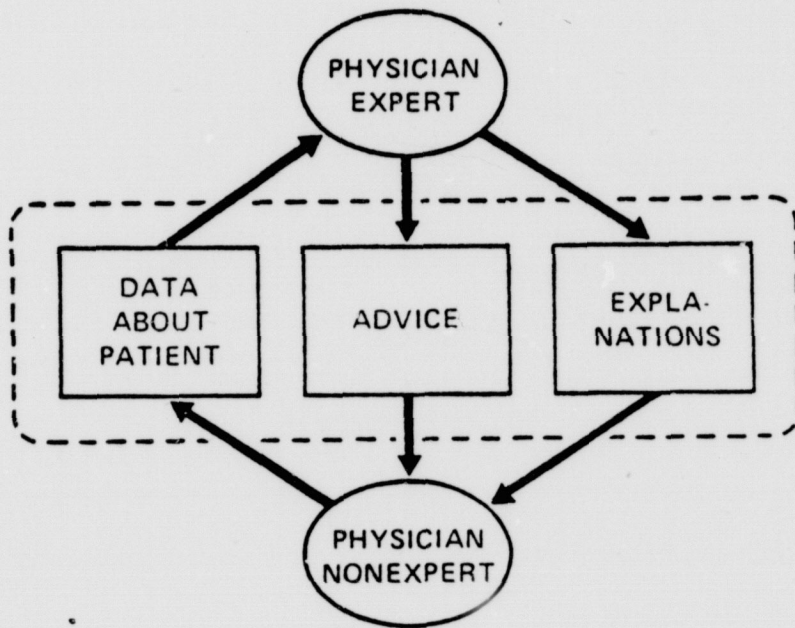 PHYSICIAN
EXPERT
DATA
ABOUT
PATIENT
ADVICE
EXPLA-
NATIONS
PHYSICIAN
NONEXPERT